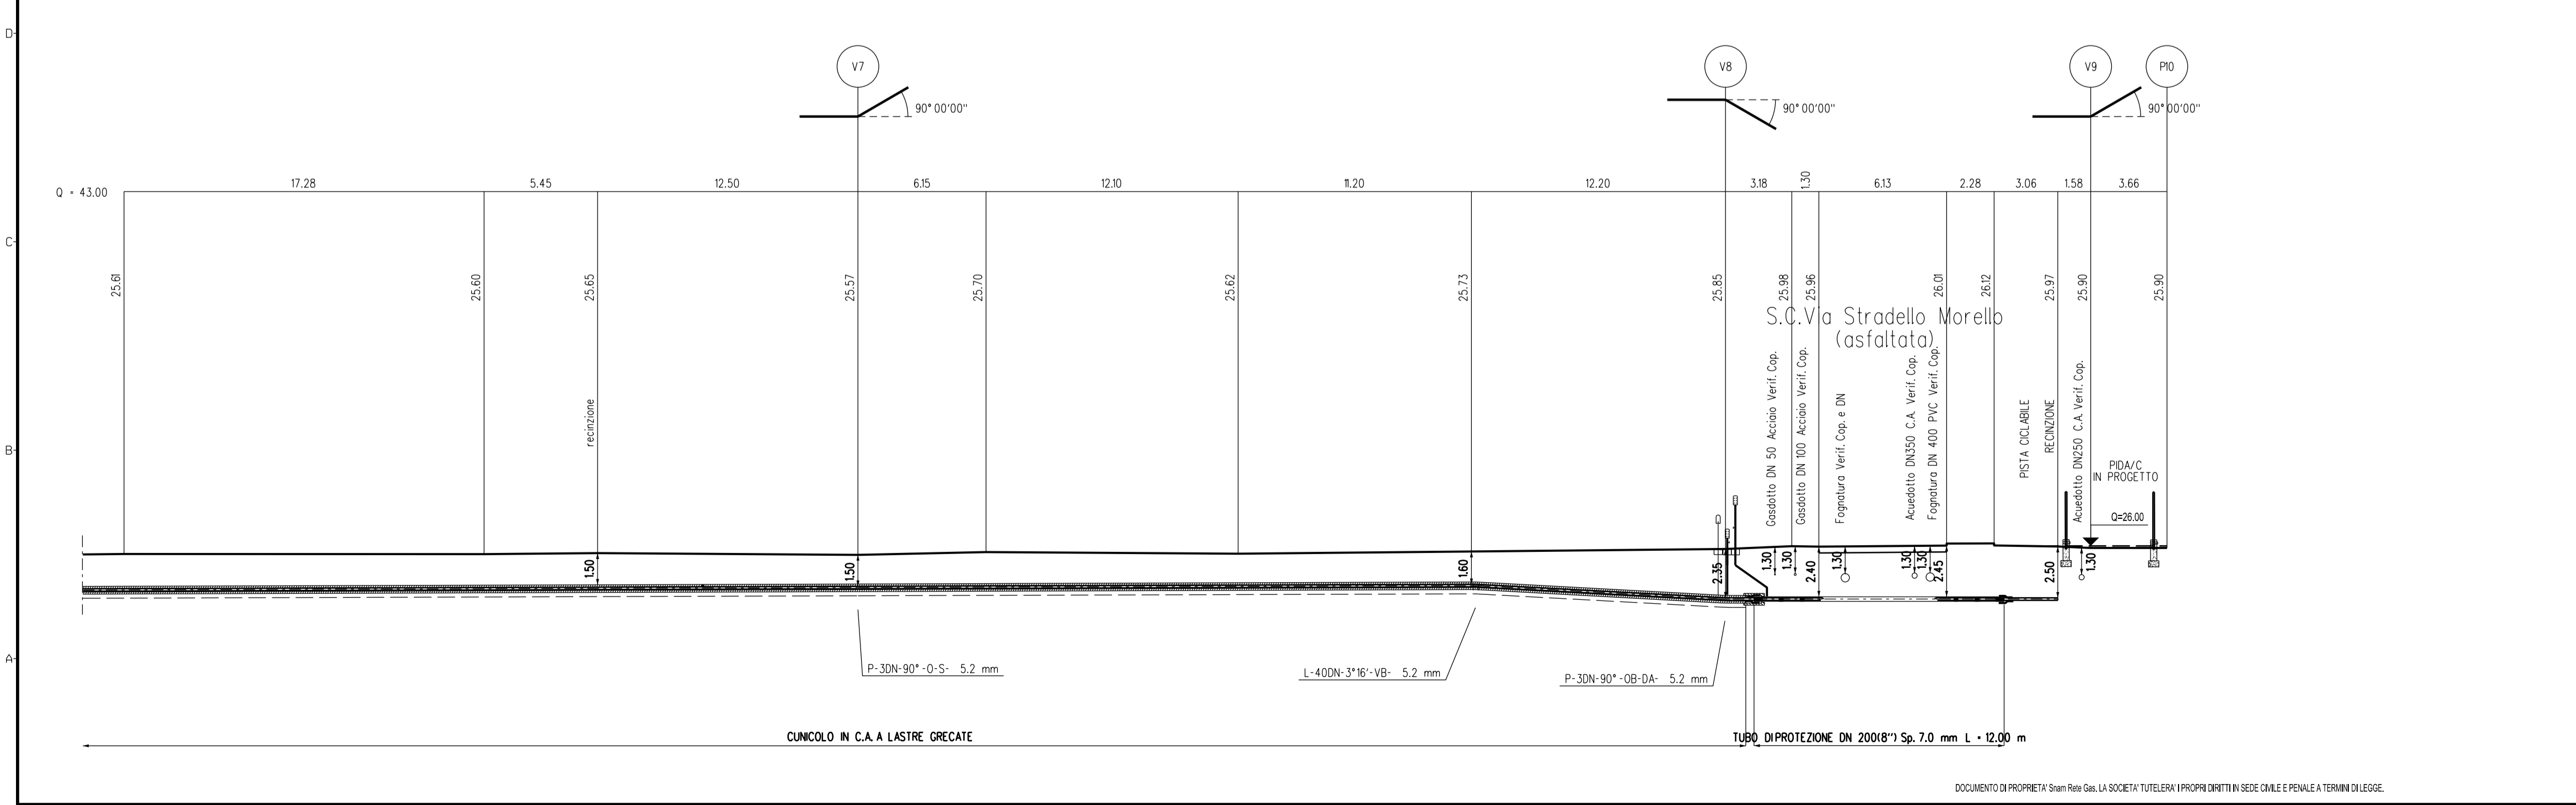 D
V7
V8
V9
P10
90° 00'00"
90° 00'00"
90° 00'00"
Q = 43.00
17.28
5.45
12.50
6.15
12.10
11.20
12.20
3.18
1.30
6.13
2.28
3.06
1.58
3.66
C
25.61
25.60
25.65
25.57
25.70
25.62
25.73
25.85
25.98
25.96
26.01
26.12
25.97
25.90
25.90
S.C.Via Stradello Morello
(asfaltata)
recinzione
Gasdotto DN 50 Acciaio Verif. Cop.
Gasdotto DN 100 Acciaio Verif. Cop.
Fognatura Verif. Cop. e DN
Acuedotto DN350 C.A. Verif. Cop.
Fognatura DN 400 PVC Verif. Cop.
PISTA CICLABILE
RECINZIONE
Acuedotto DN250 C.A. Verif. Cop.
B
PIDA/C
IN PROGETTO
Q=26.00
1.50
1.50
1.60
2.35
1.30
1.30
2.40
1.30
1.30
1.30
2.45
2.50
1.30
A
P-3DN-90°-O-S- 5.2 mm
L-40DN-3°16'-VB- 5.2 mm
P-3DN-90°-OB-DA- 5.2 mm
CUNICOLO IN C.A. A LASTRE GRECATE
TUBO DI PROTEZIONE DN 200(8") Sp. 7.0 mm L = 12.00 m
DOCUMENTO DI PROPRIETA' Snam Rete Gas. LA SOCIETA' TUTELERA' I PROPRI DIRITTI IN SEDE CIVILE E PENALE A TERMINI DI LEGGE.